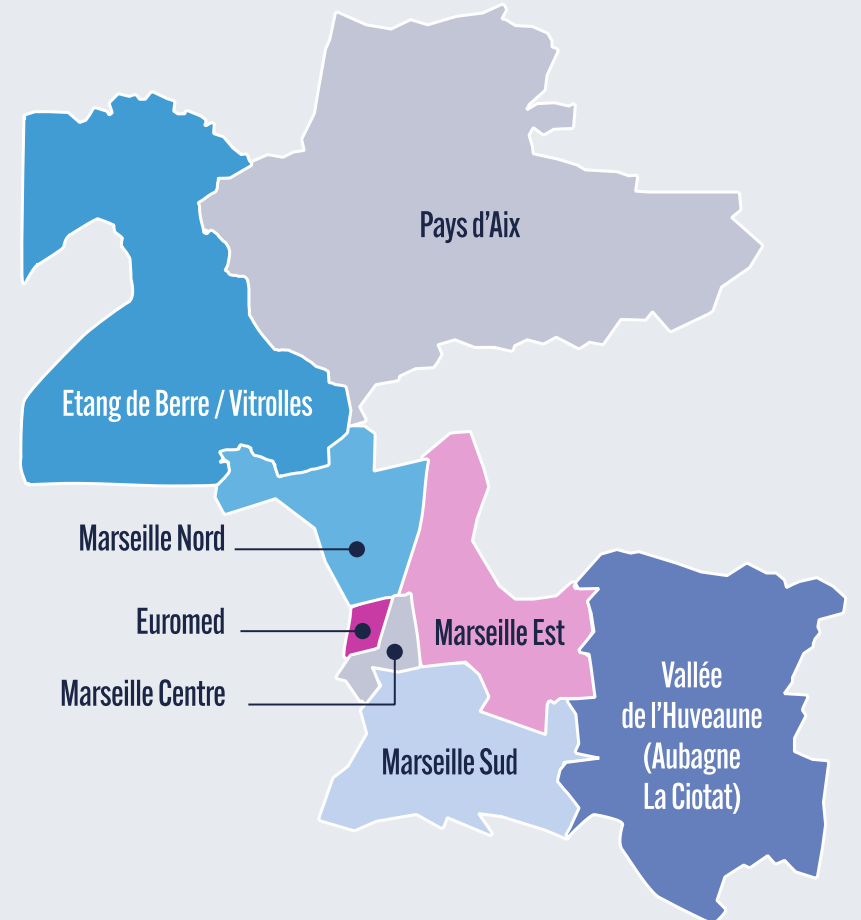 Pays d’Aix
Etang de Berre / Vitrolles
Marseille Nord
Euromed
Marseille Est
Marseille Centre
Vallée
de l’Huveaune
(Aubagne
La Ciotat)
Marseille Sud